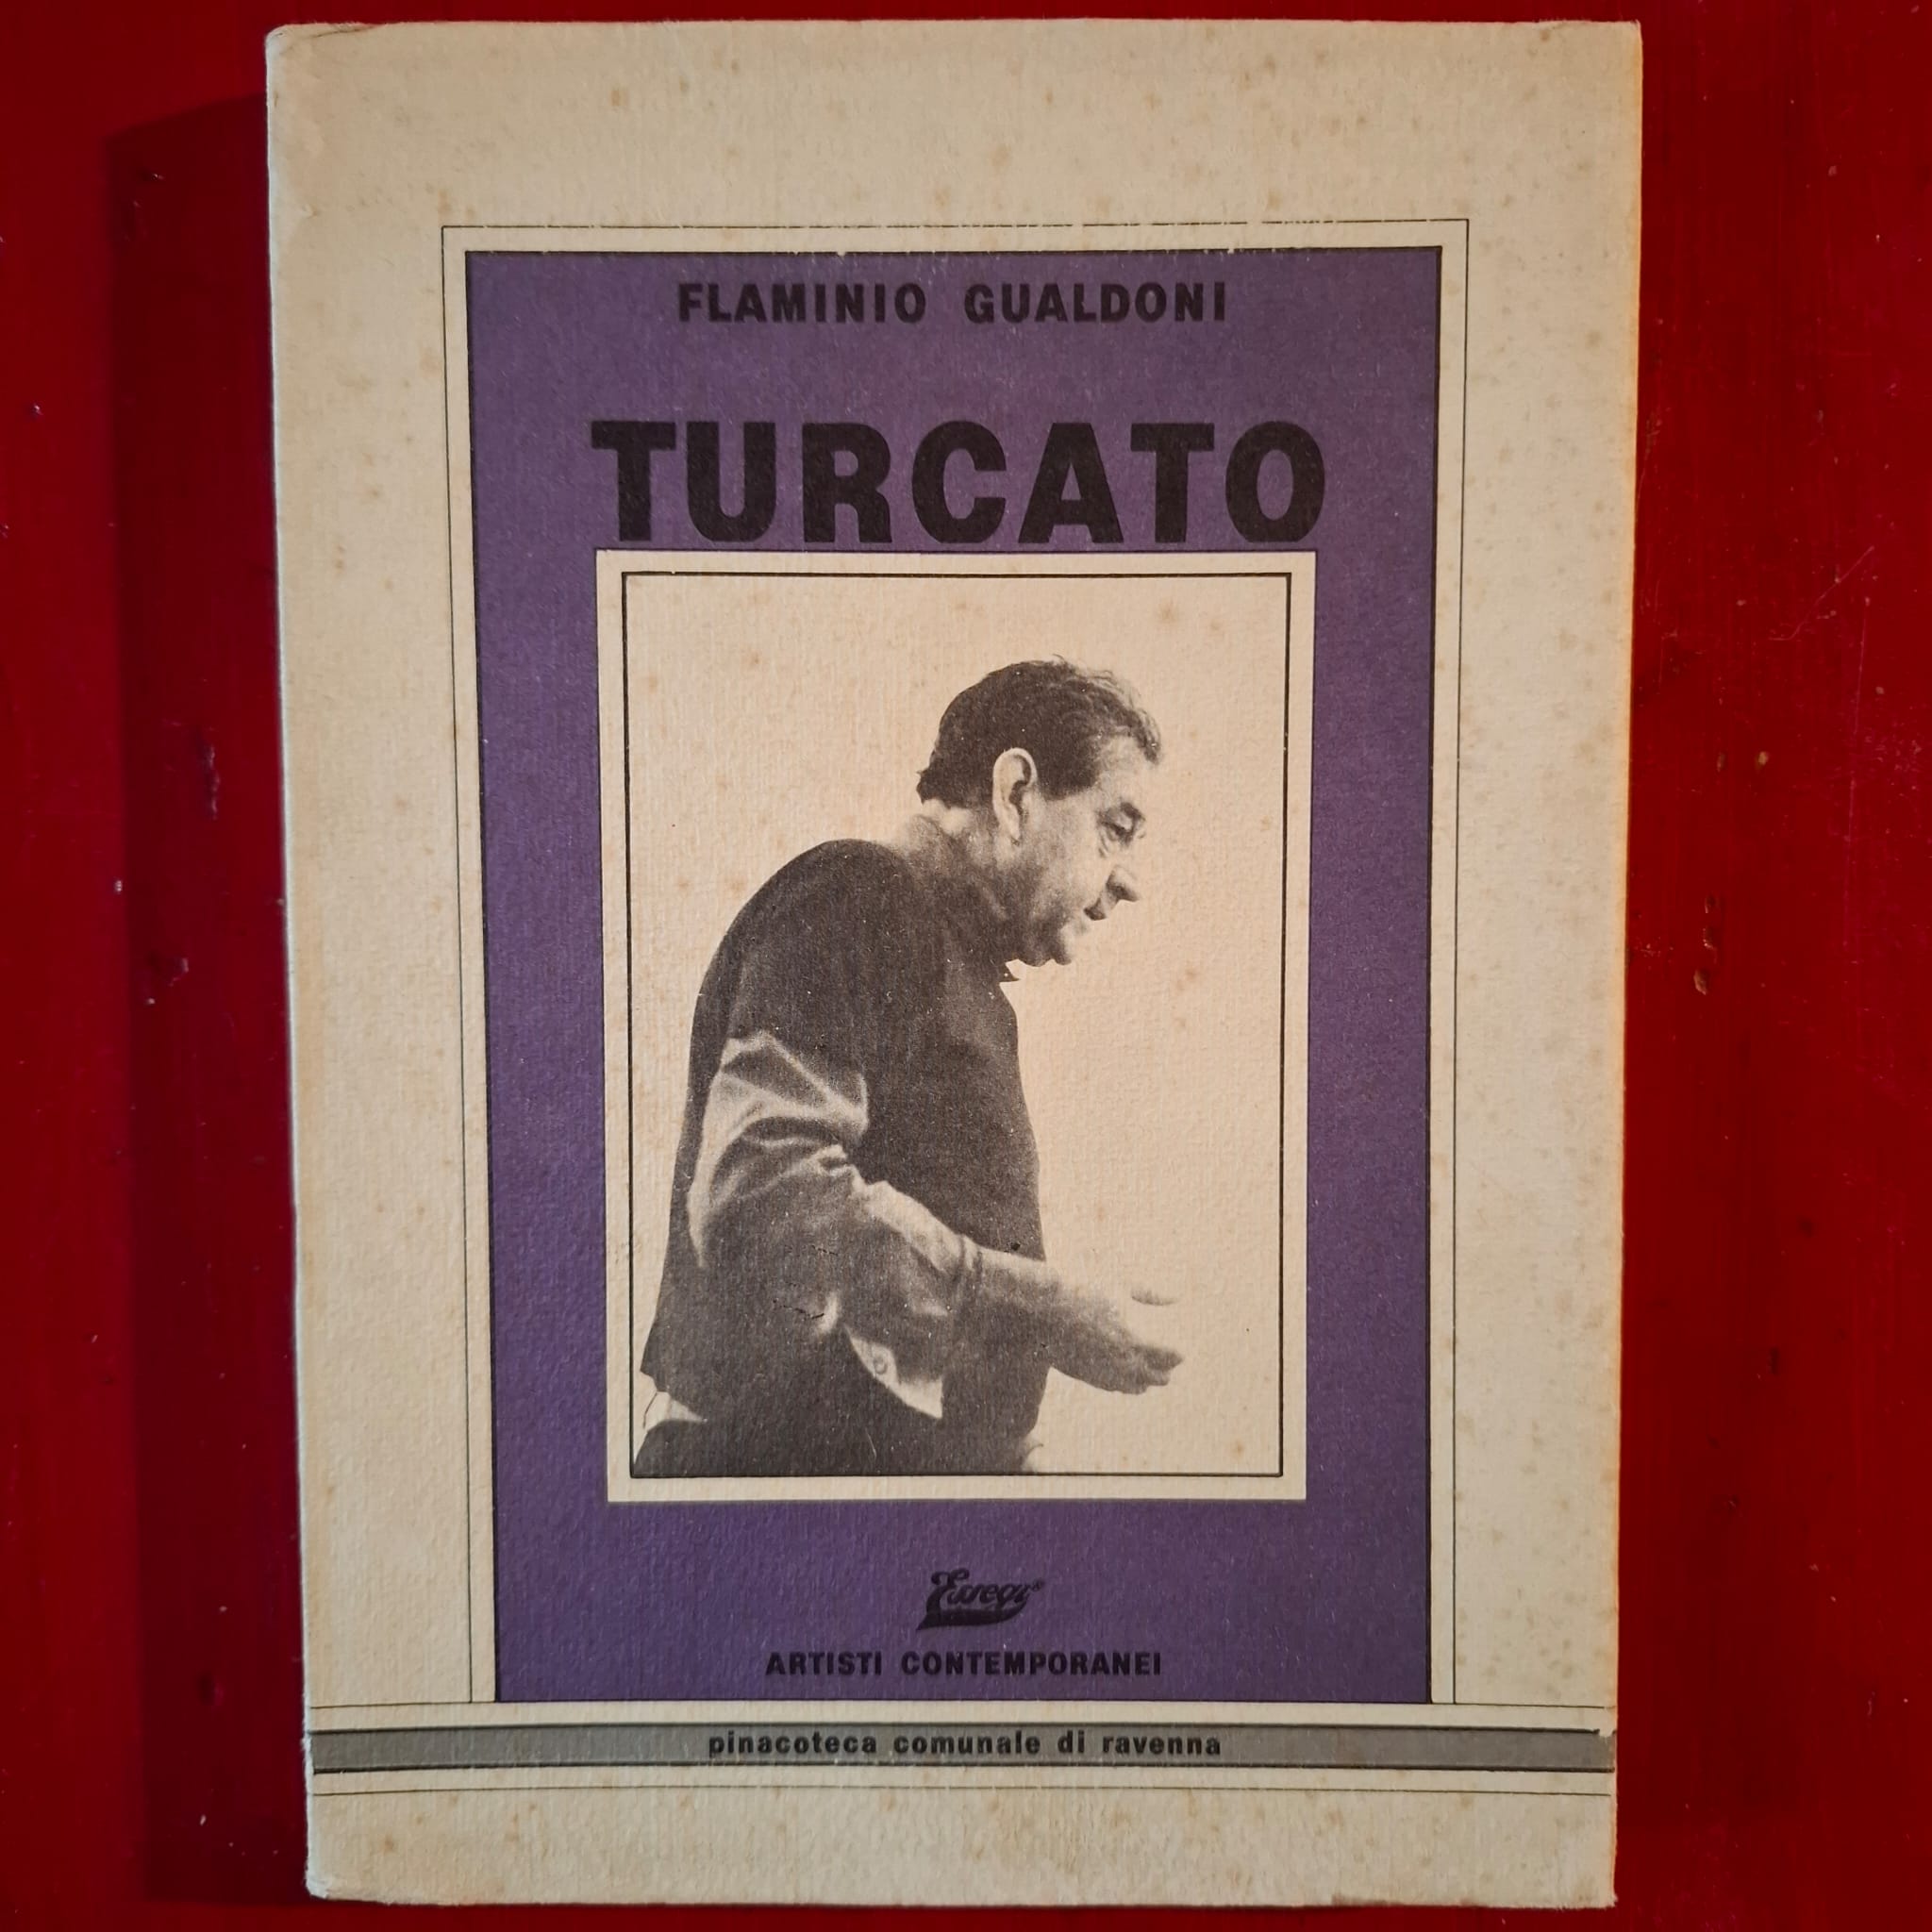 FLAMINIO GUALDONI
TURCATO
Essegi®
ARTISTI CONTEMPORANEI
pinacoteca comunale di ravenna